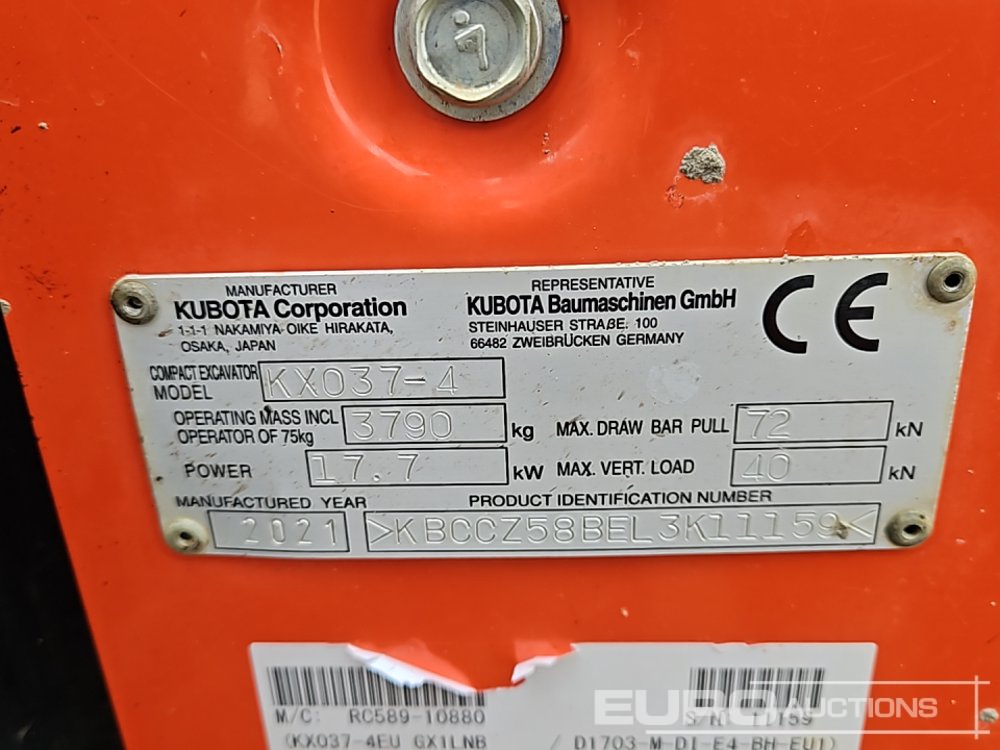 MANUFACTURER
KUBOTA Corporation
1-1-1 NAKAMIYA-OIKE HIRAKATA,
OSAKA, JAPAN
REPRESENTATIVE
KUBOTA Baumaschinen GmbH
STEINHAUSER STRAßE. 100
66482 ZWEIBRÜCKEN GERMANY
CE
COMPACT EXCAVATOR
MODEL KX037-4
OPERATING MASS INCL
OPERATOR OF 75kg 3790 kg
MAX. DRAW BAR PULL 72 kN
POWER 17.7 kW
MAX. VERT. LOAD 40 kN
MANUFACTURED YEAR
2021
PRODUCT IDENTIFICATION NUMBER
>KBCCZ58BEL3K11159<
M/C: RC589-10880
S/N: 11159
(KX037-4EU GX1LNB / D1703-M-DI-E4-BH-EU1)
EUROAUCTIONS